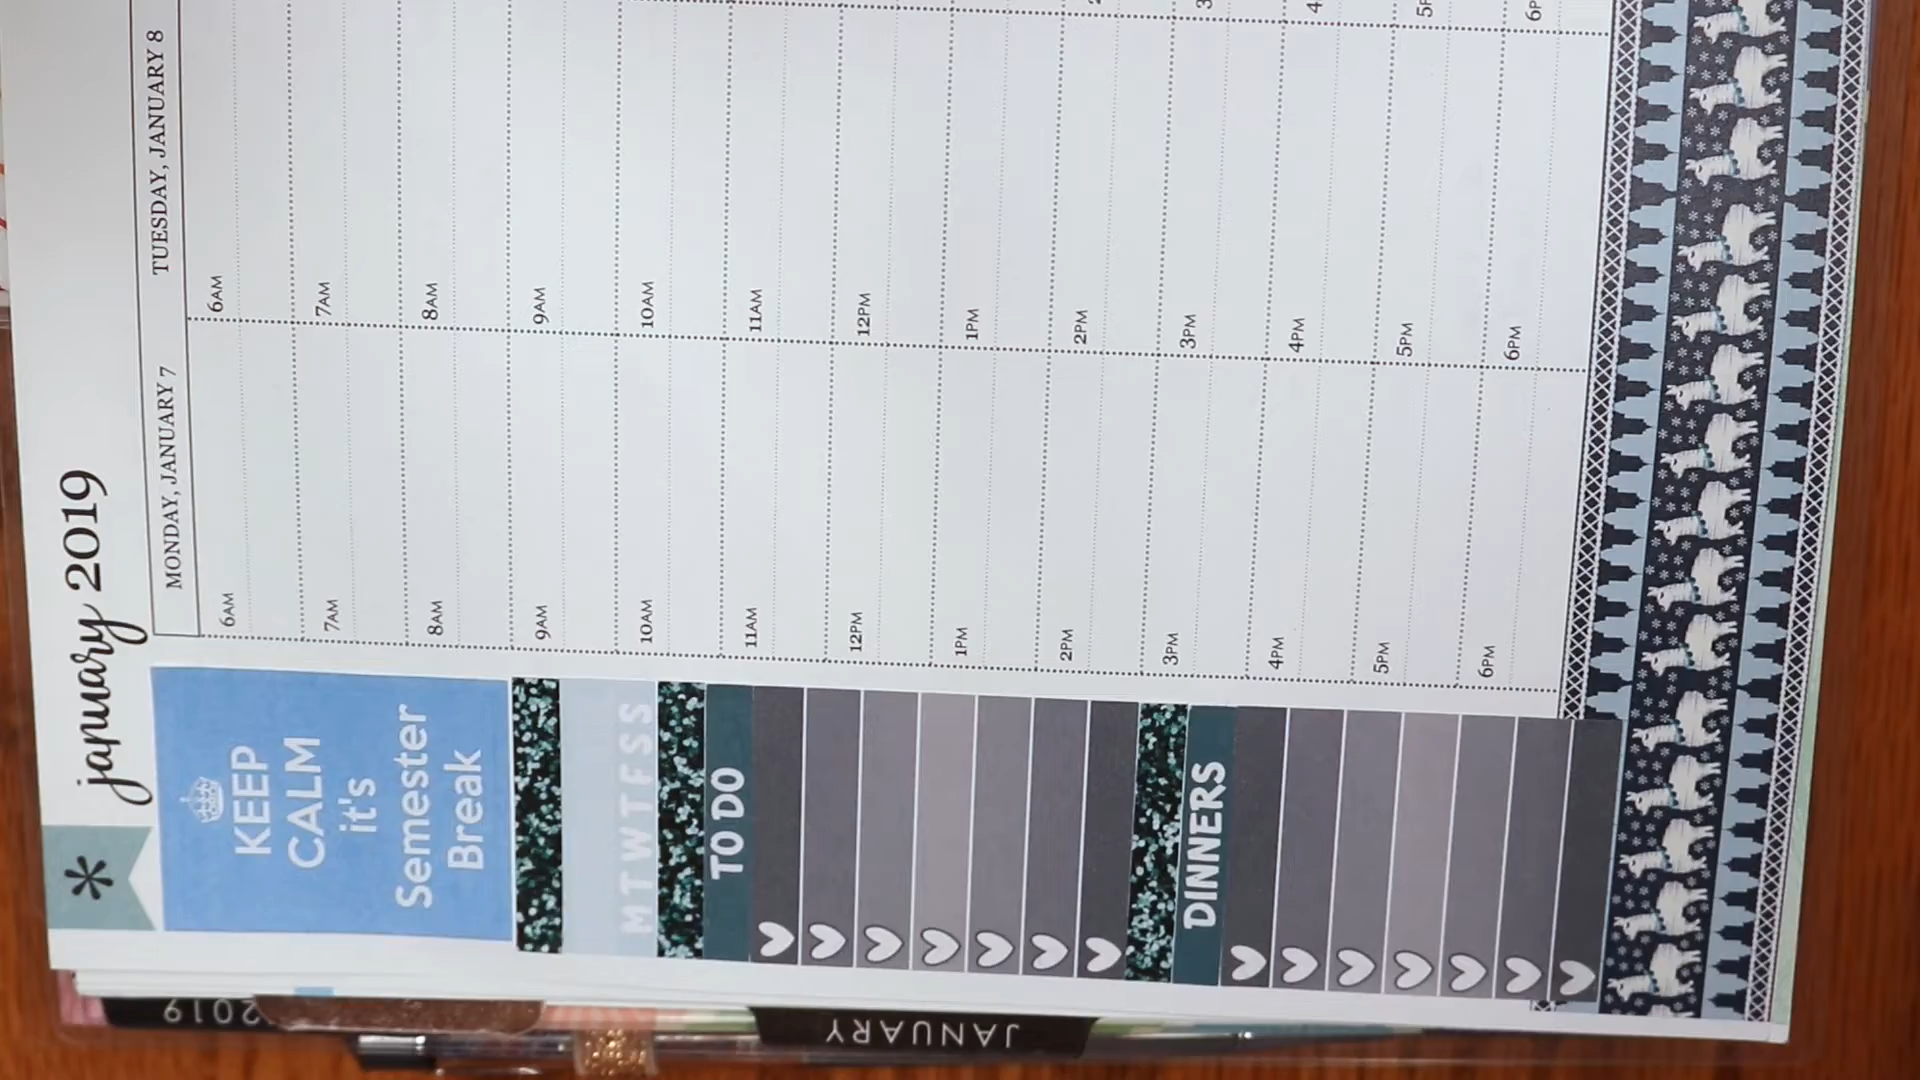 january 2019
MONDAY, JANUARY 7
6AM
7AM
8AM
9AM
10AM
11AM
12PM
1PM
2PM
3PM
4PM
5PM
6PM
TUESDAY, JANUARY 8
6AM
7AM
8AM
9AM
10AM
11AM
12PM
1PM
2PM
3PM
4PM
5PM
6PM
*
KEEP
CALM
it's
Semester
Break
M T W T F S S
TO DO
DINNERS
2019
JANUARY